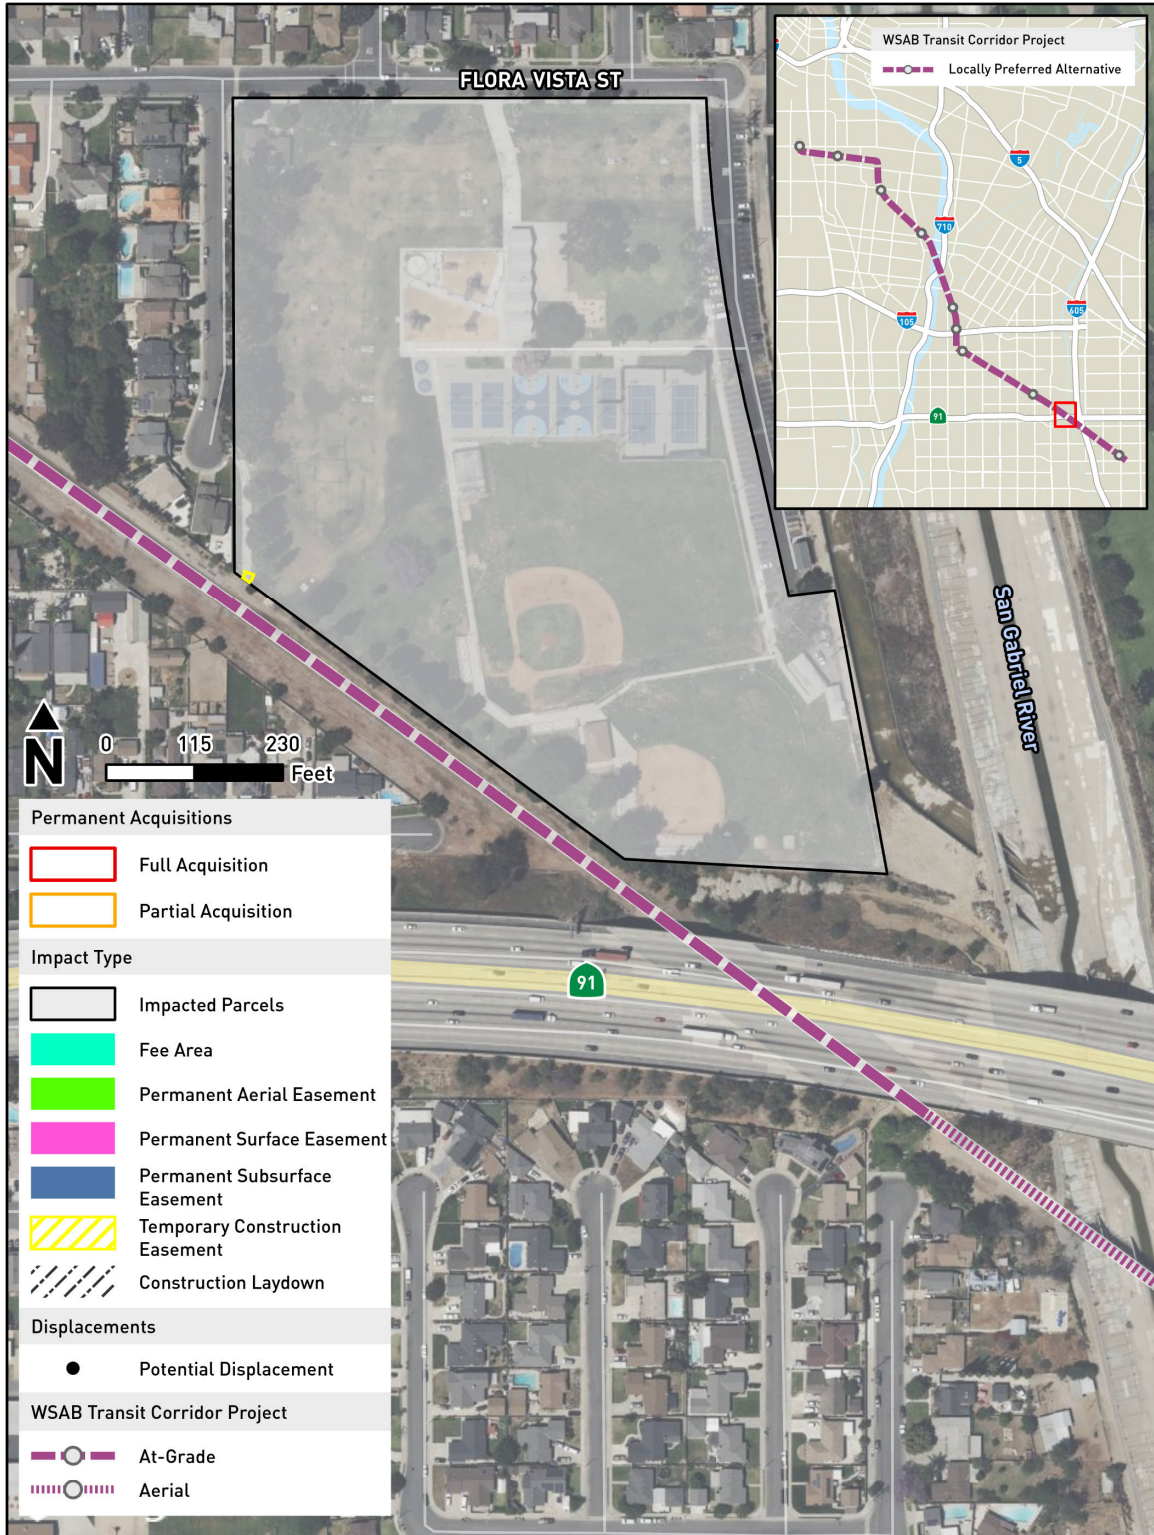 FLORA VISTA ST
WSAB Transit Corridor Project
Locally Preferred Alternative
5
710
105
605
91
San Gabriel River
N
0 115 230
Feet
91
Permanent Acquisitions
Full Acquisition
Partial Acquisition
Impact Type
Impacted Parcels
Fee Area
Permanent Aerial Easement
Permanent Surface Easement
Permanent Subsurface
Easement
Temporary Construction
Easement
Construction Laydown
Displacements
Potential Displacement
WSAB Transit Corridor Project
At-Grade
Aerial